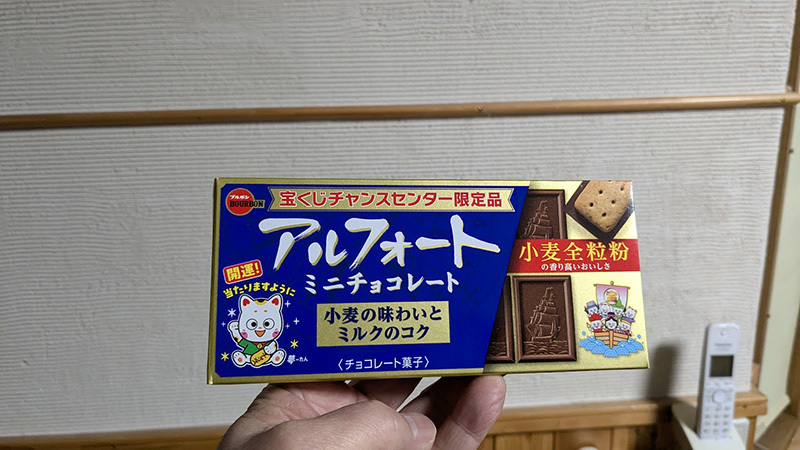 ブルボン
BOURBON
宝くじチャンスセンター限定品
アルフォート
ミニチョコレート
開運!
当たりますように
小麦の味わいと
ミルクのコク
〈チョコレート菓子〉
小麦全粒粉
の香り高いおいしさ